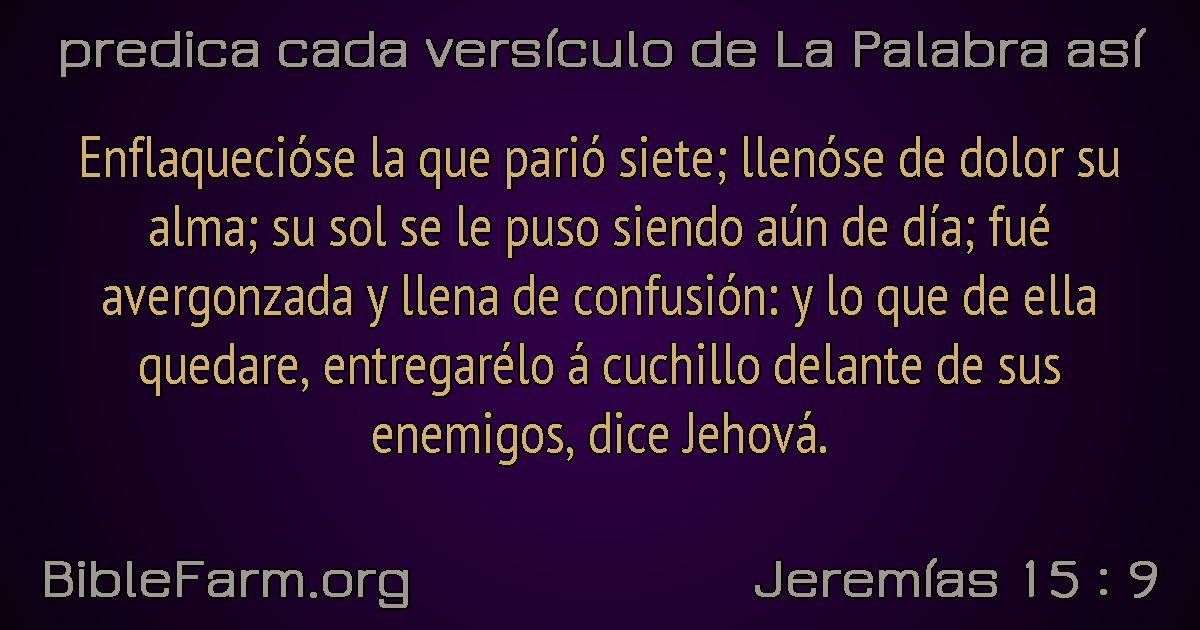 predica cada versículo de La Palabra así
Enflaquecióse la que parió siete; llenóse de dolor su
alma; su sol se le puso siendo aún de día; fué
avergonzada y llena de confusión: y lo que de ella
quedare, entregarélo á cuchillo delante de sus
enemigos, dice Jehová.
BibleFarm.org
Jeremías 15 : 9